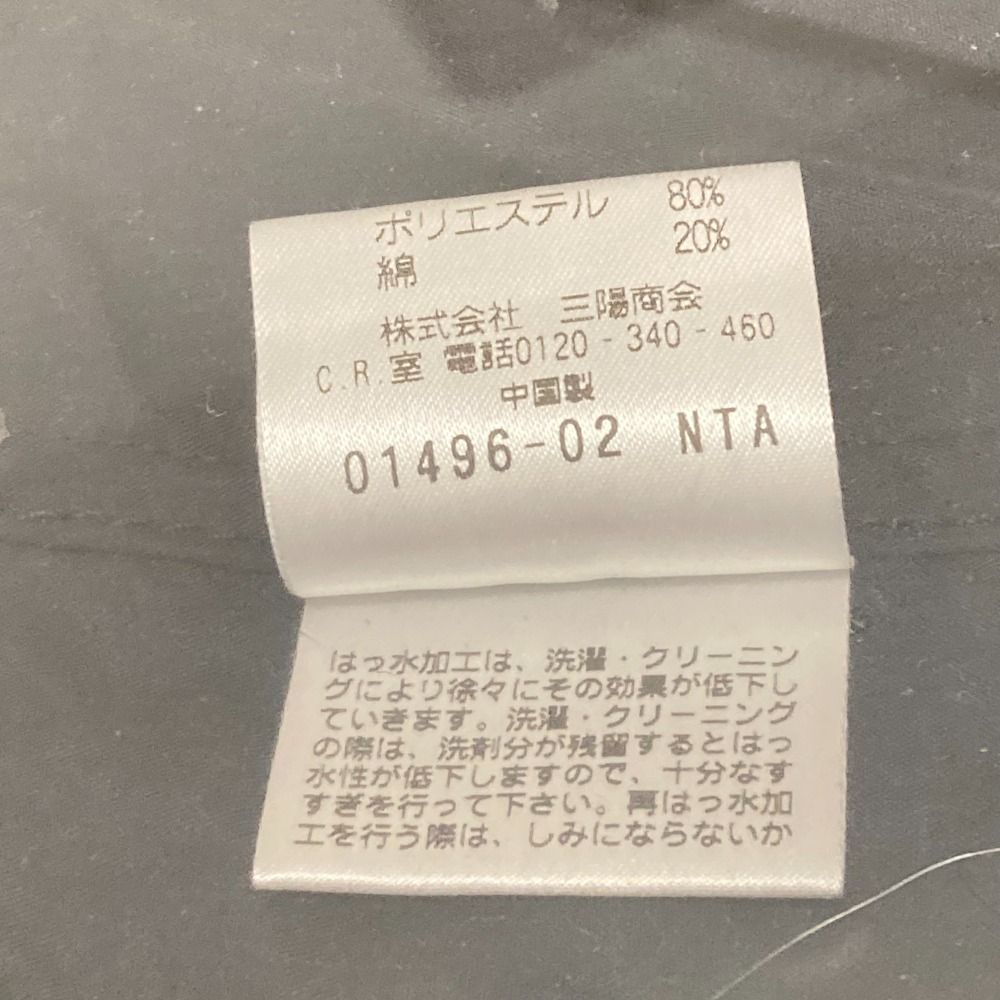 ポリエステル 80%
綿 20%
株式会社 三陽商会
C.R.室 電話0120-340-460
中国製
01496-02 NTA
はっ水加工は、洗濯・クリーニン
グにより徐々にその効果が低下し
ていきます。洗濯・クリーニング
の際は、洗剤分が残留するとはっ
水性が低下しますので、十分なす
すぎを行って下さい。再はっ水加
工を行う際は、しみにならないか